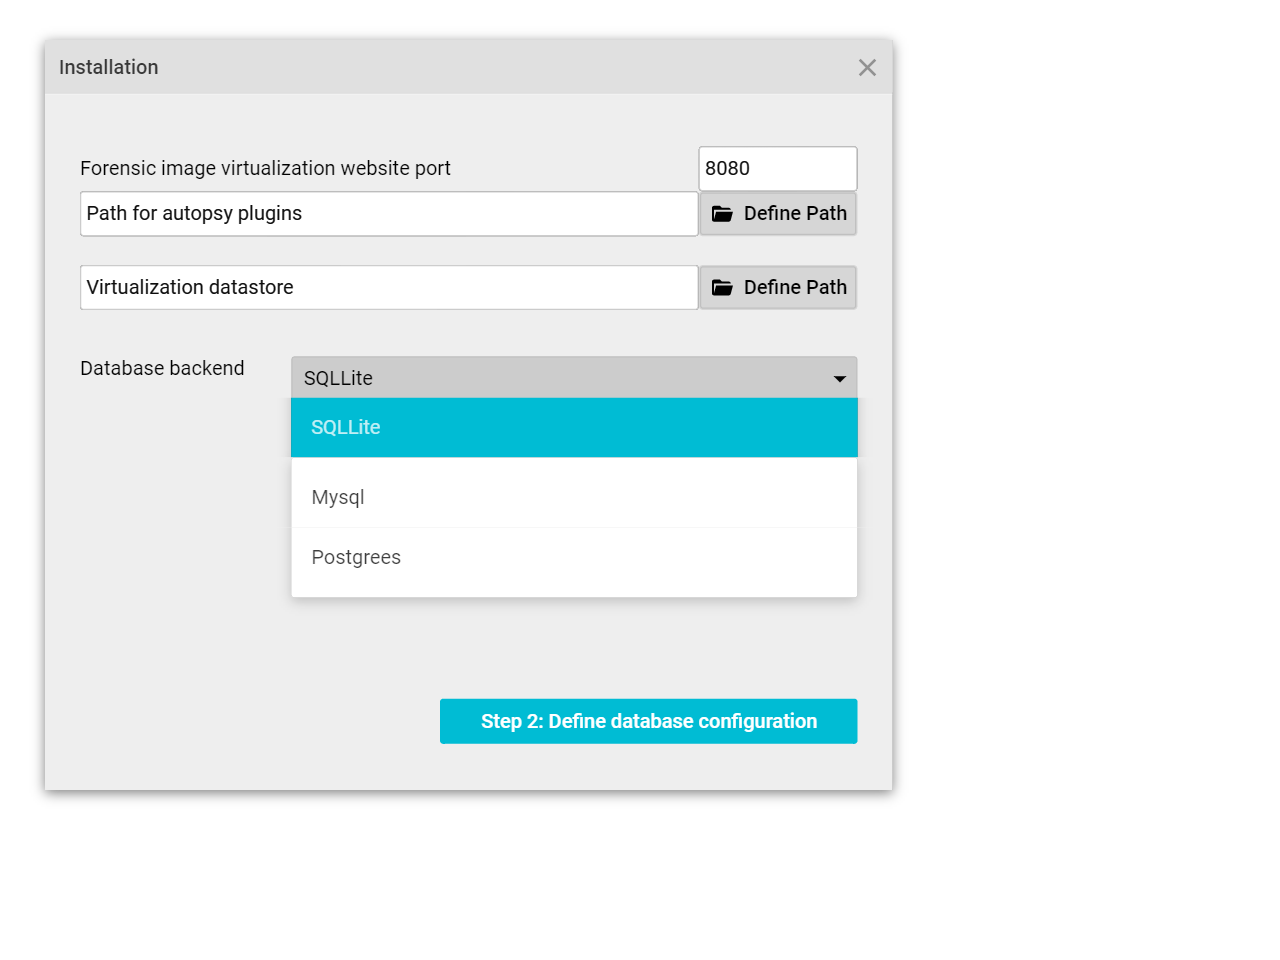 Installation
Forensic image virtualization website port
8080
Path for autopsy plugins
Define Path
Virtualization datastore
Define Path
Database backend
SQLLite
SQLLite
Mysql
Postgrees
Step 2: Define database configuration